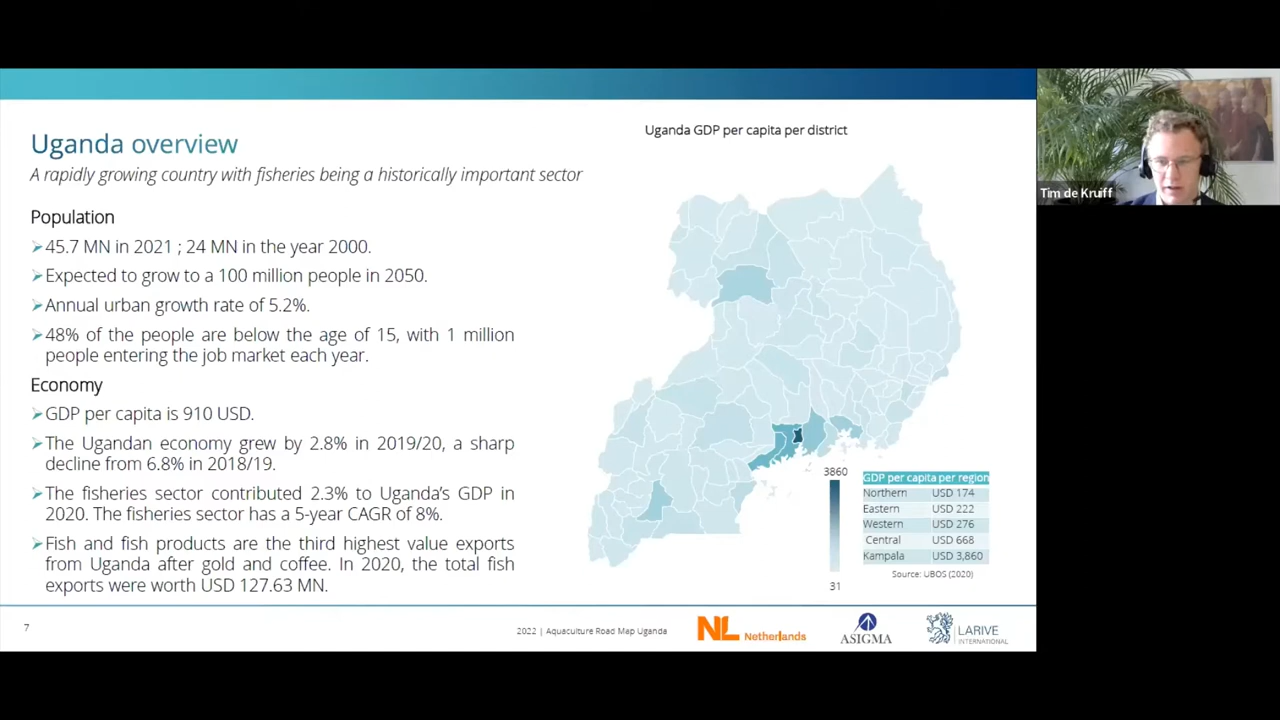 Uganda overview
A rapidly growing country with fisheries being a historically important sector
Population
➢45.7 MN in 2021 ; 24 MN in the year 2000.
➢Expected to grow to a 100 million people in 2050.
➢Annual urban growth rate of 5.2%.
➢48% of the people are below the age of 15, with 1 million
people entering the job market each year.
Economy
➢GDP per capita is 910 USD.
➢The Ugandan economy grew by 2.8% in 2019/20, a sharp
decline from 6.8% in 2018/19.
➢The fisheries sector contributed 2.3% to Uganda's GDP in
2020. The fisheries sector has a 5-year CAGR of 8%.
➢Fish and fish products are the third highest value exports
from Uganda after gold and coffee. In 2020, the total fish
exports were worth USD 127.63 MN.
Uganda GDP per capita per district
3860
31
GDP per capita per region
Northern USD 174
Eastern USD 222
Western USD 276
Central USD 668
Kampala USD 3,860
Source: UBOS (2020)
7
2022 | Aquaculture Road Map Uganda
NL Netherlands
ASIGMA
LARIVE
INTERNATIONAL
Tim de Kruiff